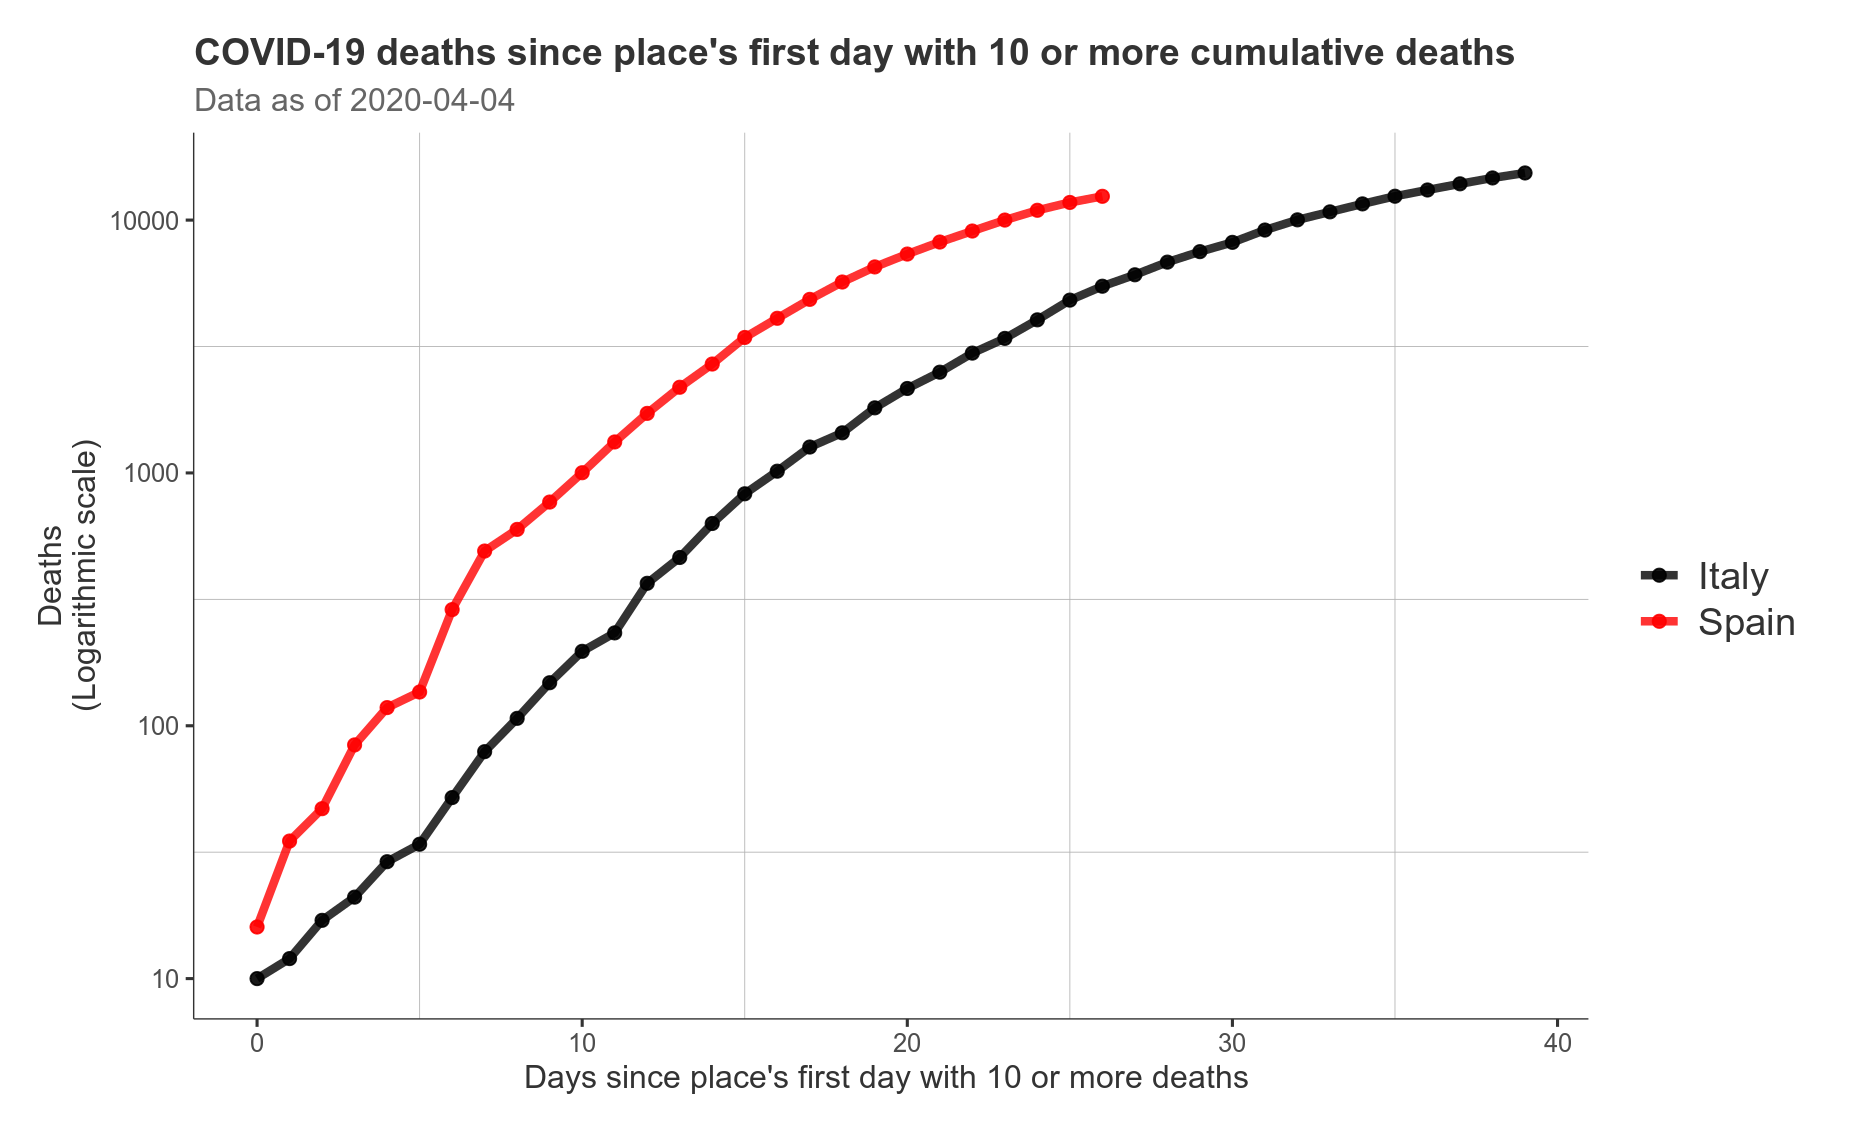 COVID-19 deaths since place's first day with 10 or more cumulative deaths
Data as of 2020-04-04
Deaths
(Logarithmic scale)
10000
1000
100
10
0 10 20 30 40
Days since place's first day with 10 or more deaths
Italy
Spain